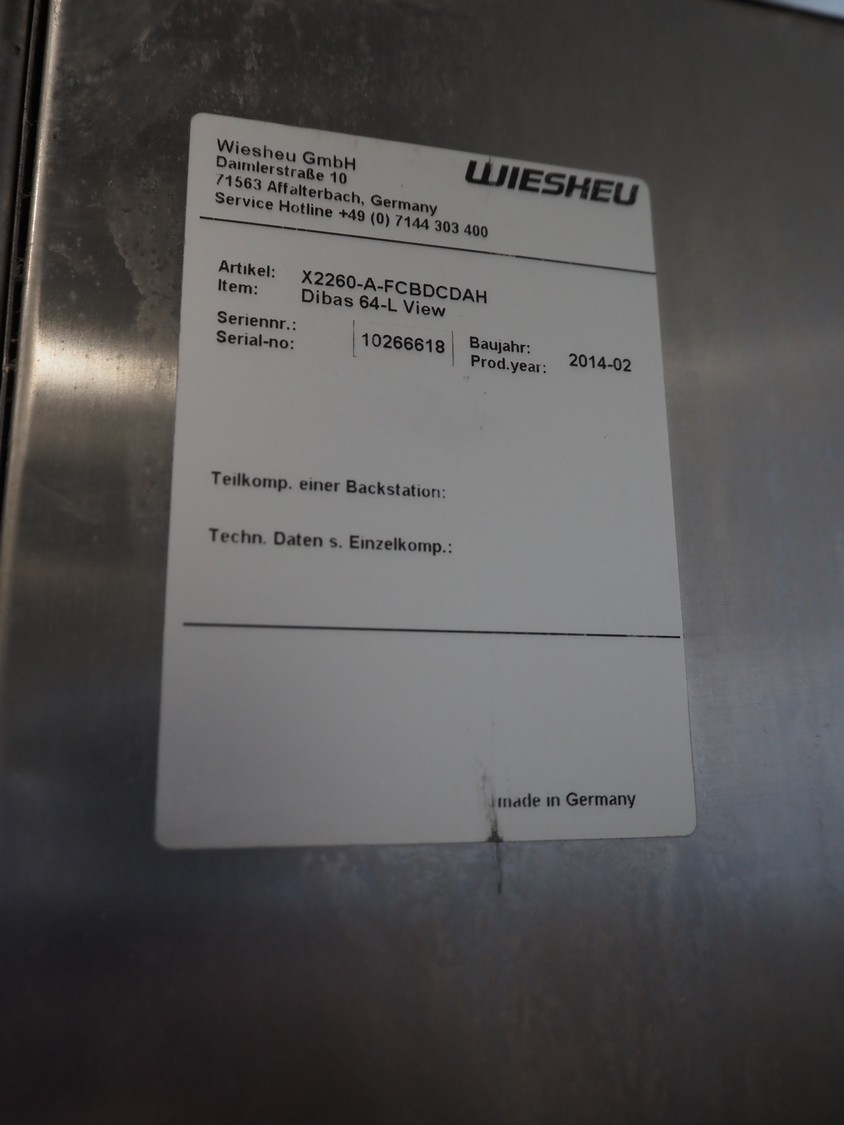 Wiesheu GmbH
Daimlerstraße 10
71563 Affalterbach, Germany
Service Hotline +49 (0) 7144 303 400
WIESHEU
Artikel: X2260-A-FCBDCDAH
Item: Dibas 64-L View
Seriennr.:
Serial-no: 10266618
Baujahr:
Prod.year: 2014-02
Teilkomp. einer Backstation:
Techn. Daten s. Einzelkomp.:
made in Germany